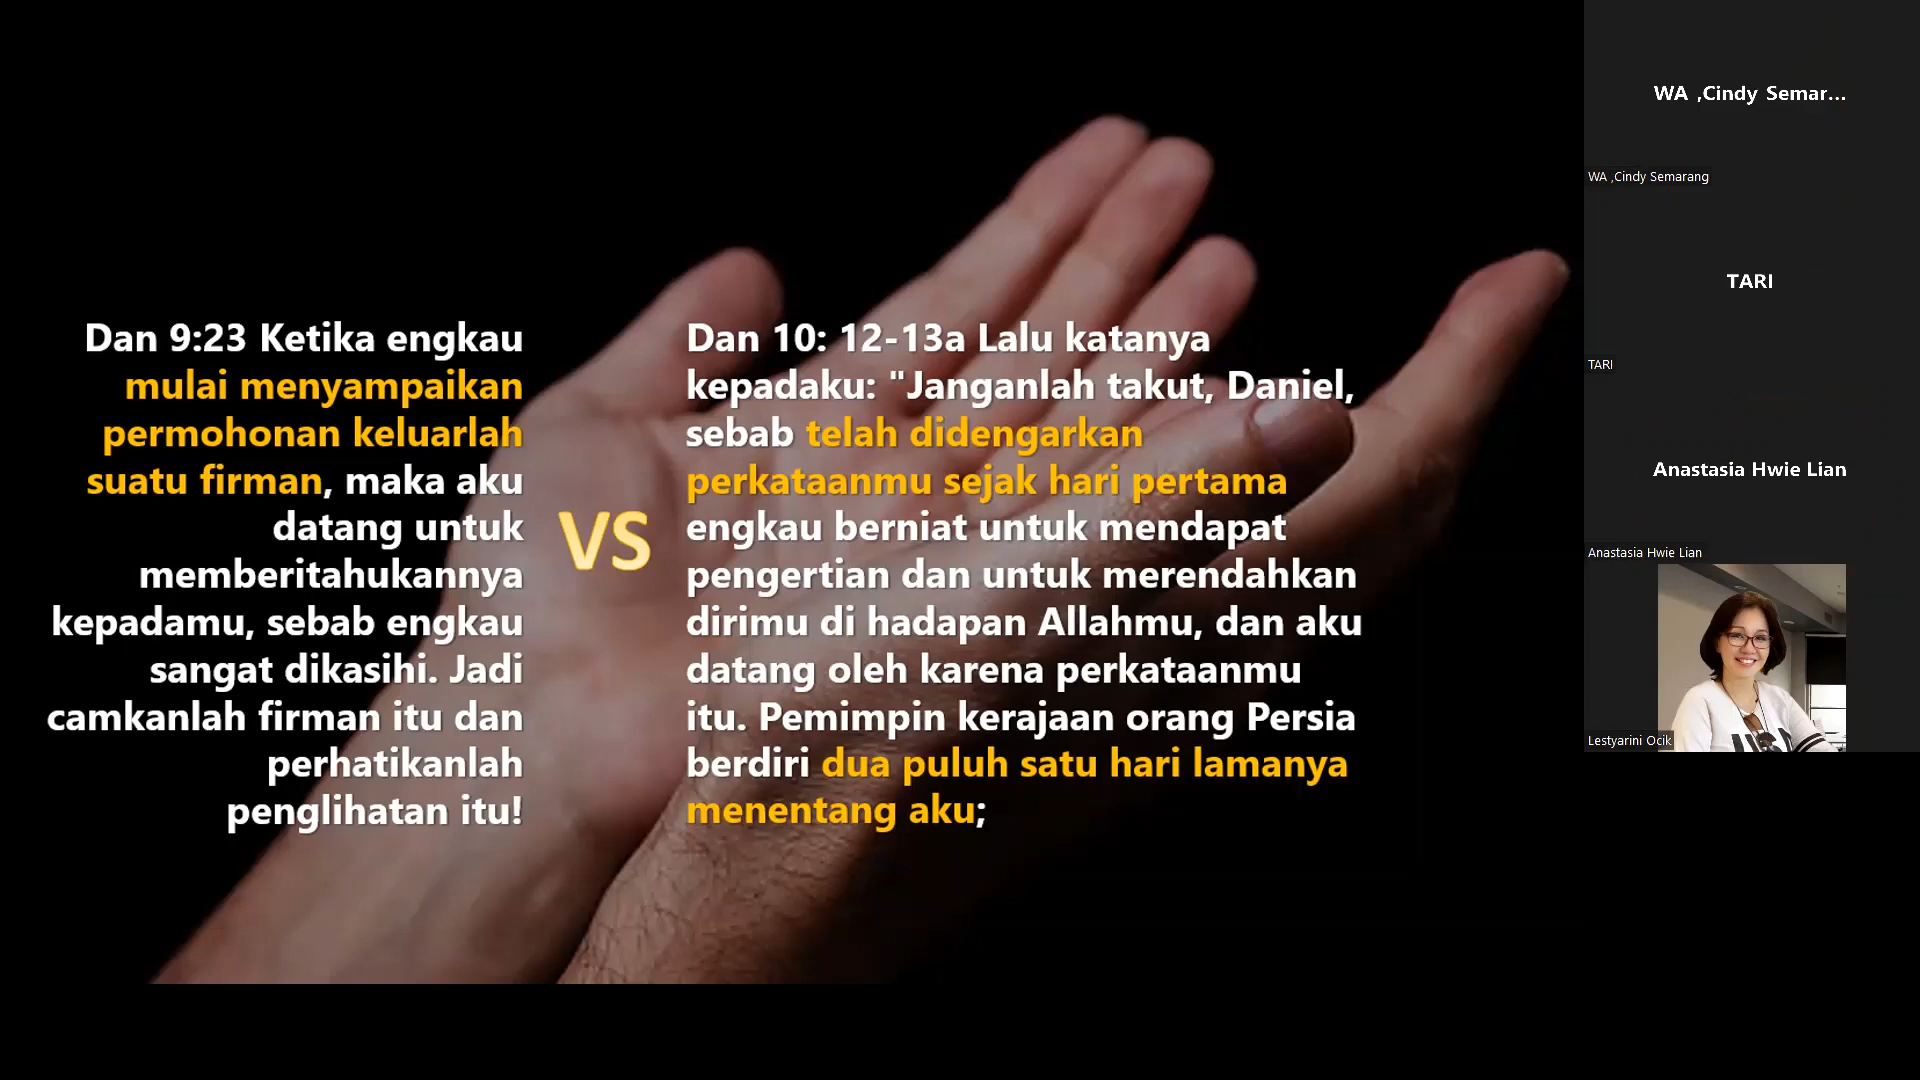 Dan 9:23 Ketika engkau
mulai menyampaikan
permohonan keluarlah
suatu firman, maka aku
datang untuk
memberitahukannya
kepadamu, sebab engkau
sangat dikasihi. Jadi
camkanlah firman itu dan
perhatikanlah
penglihatan itu!
VS
Dan 10: 12-13a Lalu katanya
kepadaku: "Janganlah takut, Daniel,
sebab telah didengarkan
perkataanmu sejak hari pertama
engkau berniat untuk mendapat
pengertian dan untuk merendahkan
dirimu di hadapan Allahmu, dan aku
datang oleh karena perkataanmu
itu. Pemimpin kerajaan orang Persia
berdiri dua puluh satu hari lamanya
menentang aku;
WA ,Cindy Semar...
WA ,Cindy Semarang
TARI
TARI
Anastasia Hwie Lian
Anastasia Hwie Lian
Lestyarini Ocik